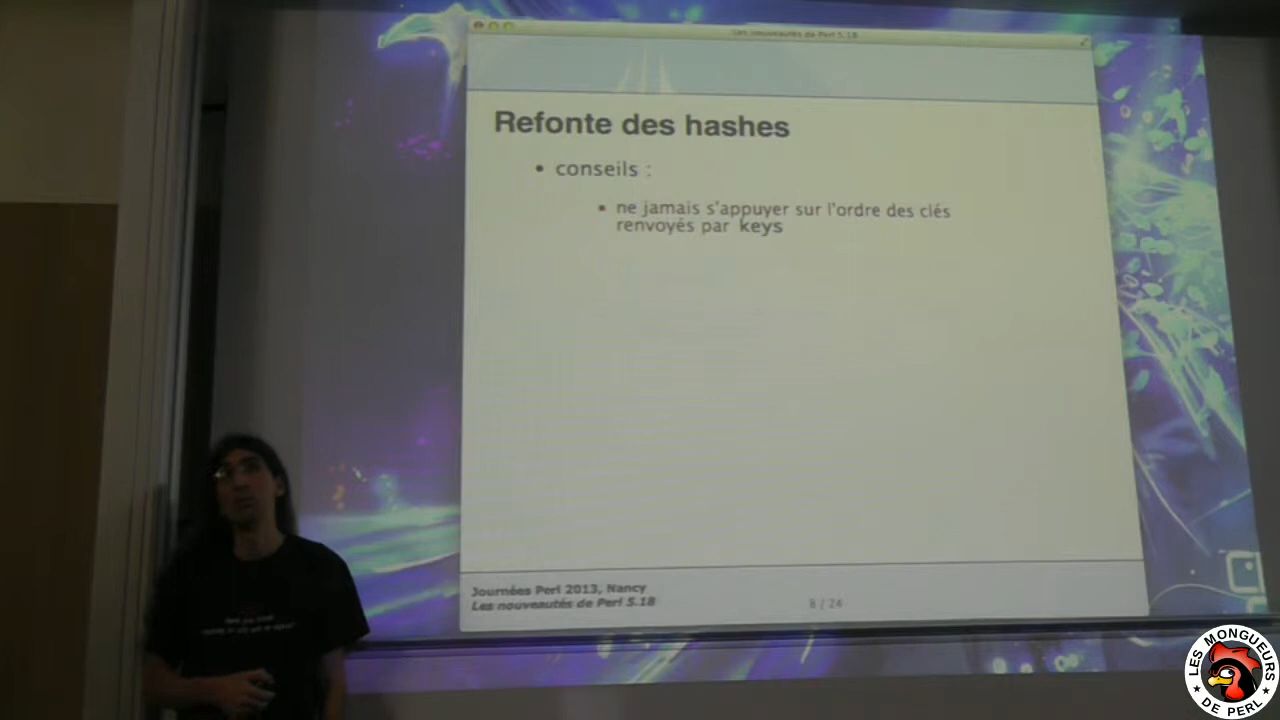 Les nouveautés de Perl 5.18
Refonte des hashes
• conseils :
• ne jamais s'appuyer sur l'ordre des clés
renvoyés par keys
Journées Perl 2013, Nancy
Les nouveautés de Perl 5.18
8 / 24
LES MONGUEURS
DE PERL